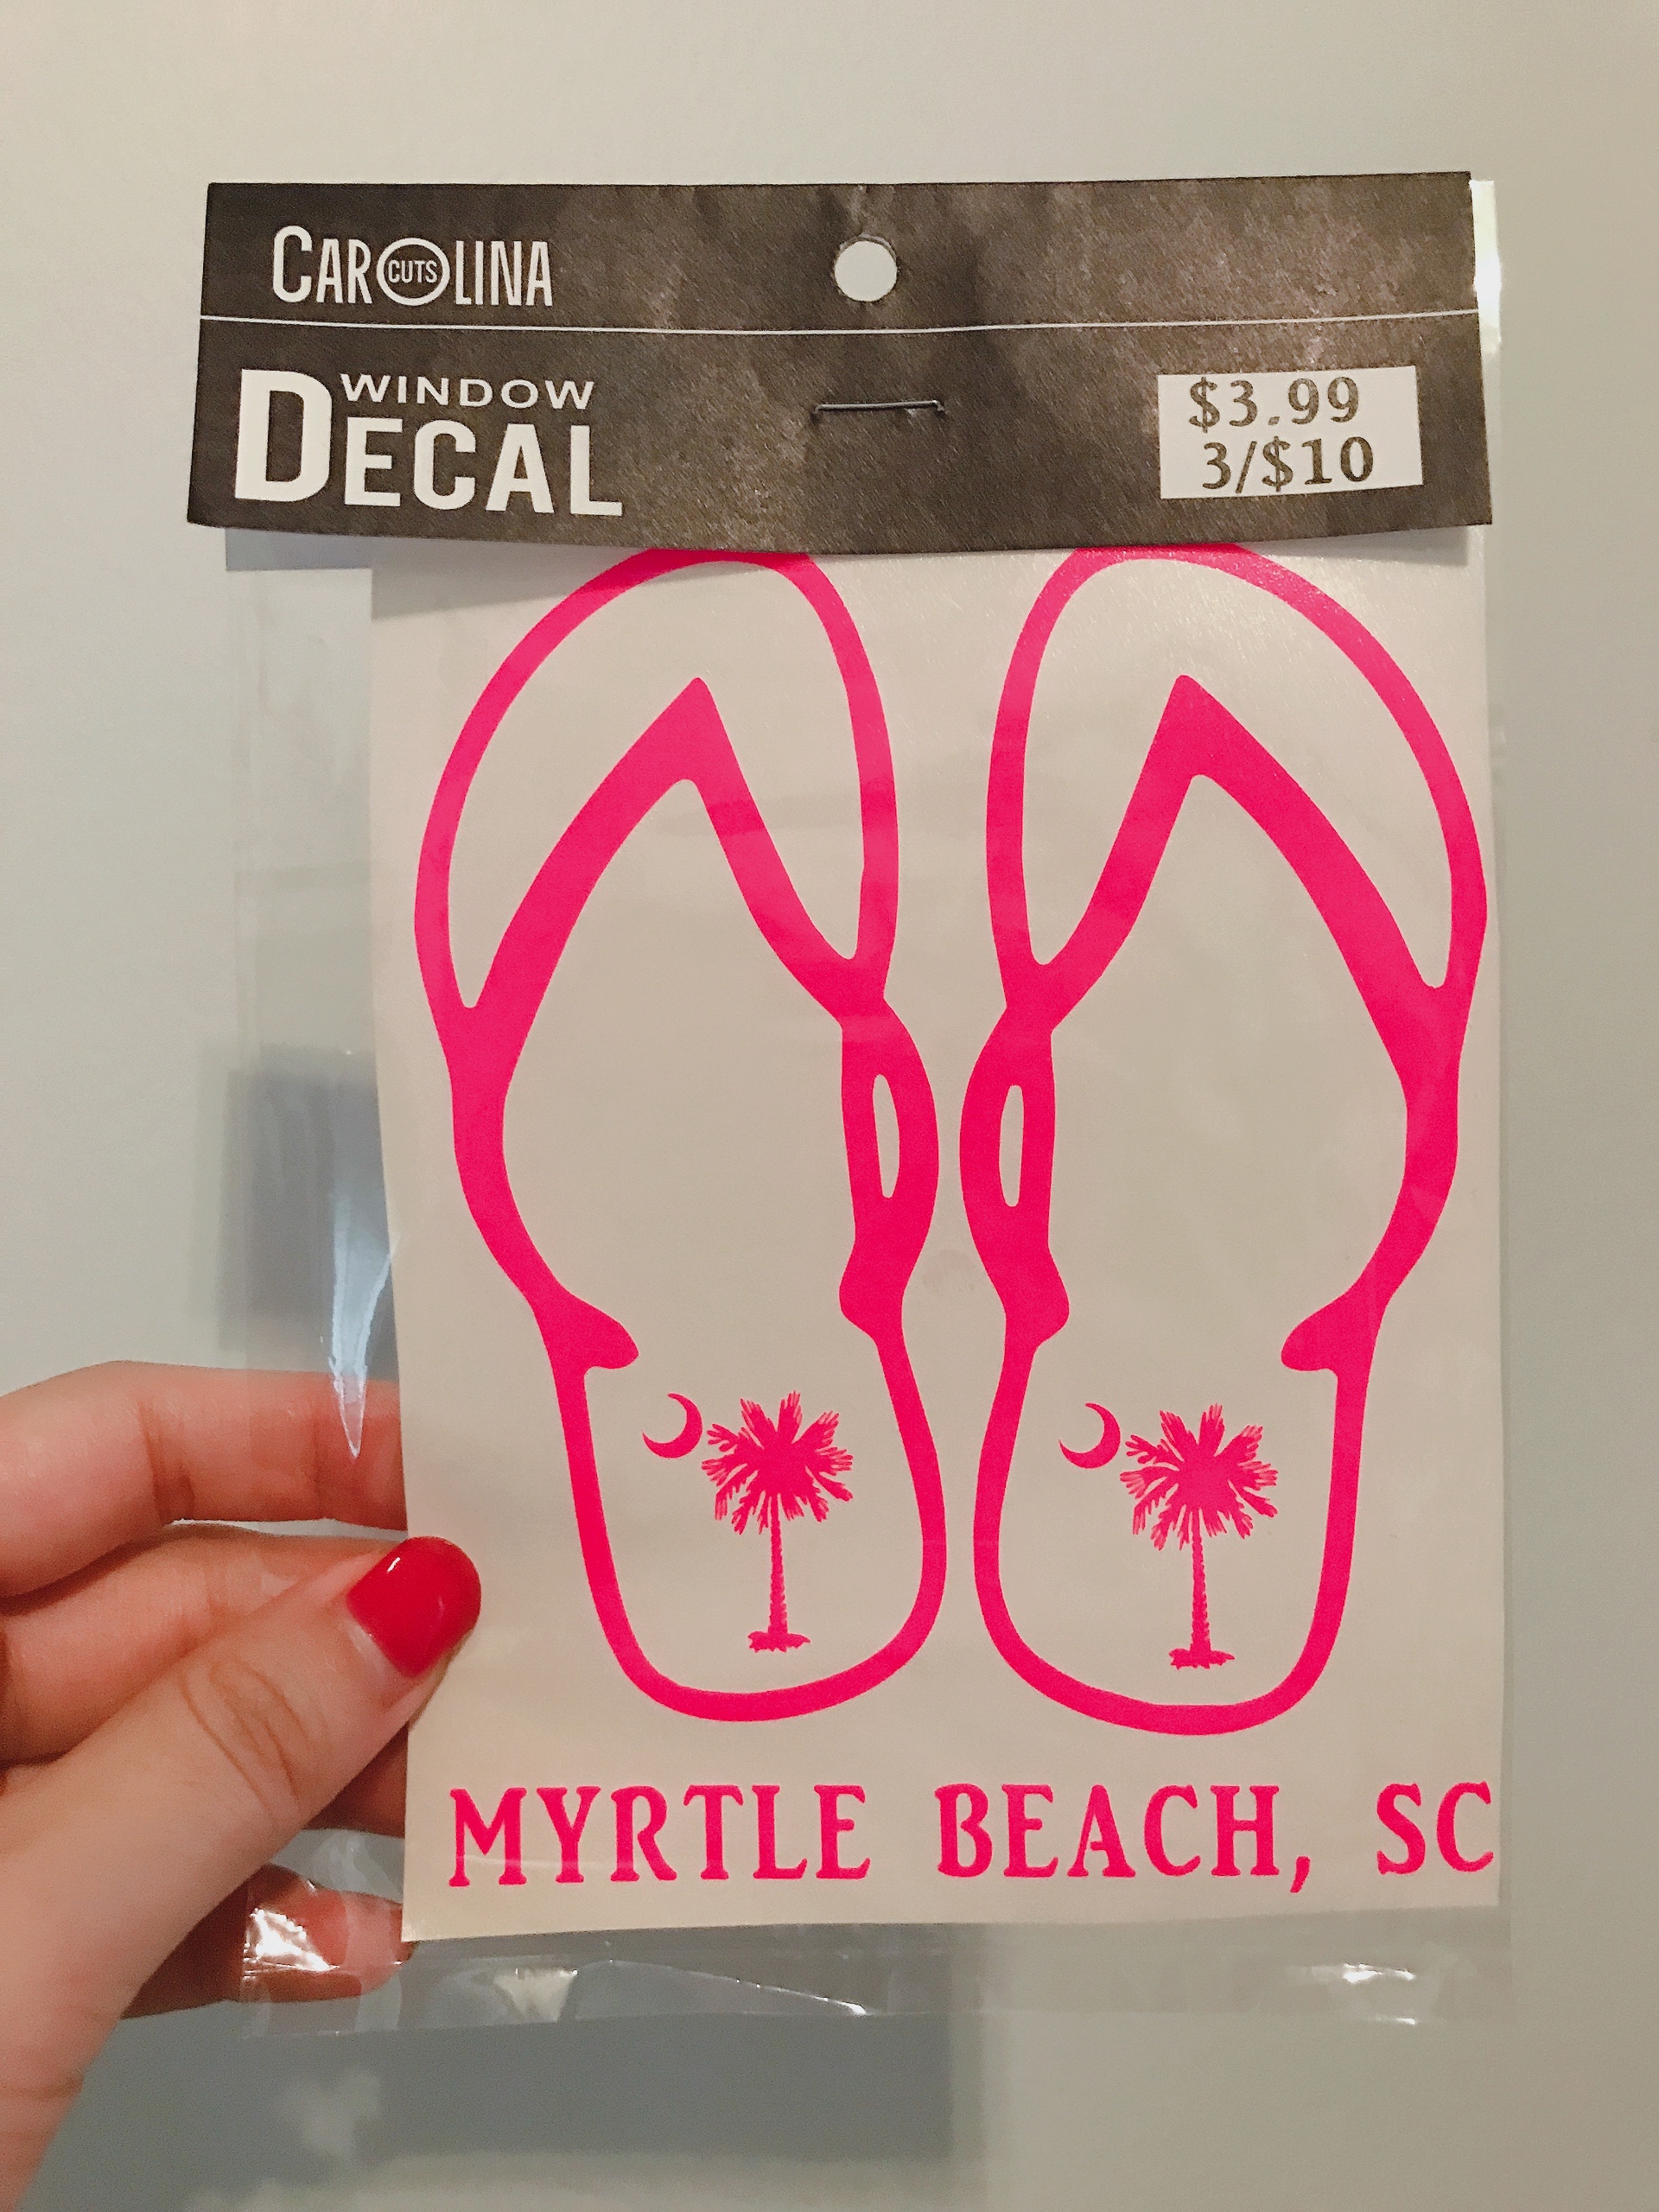 CAROLINA
CUTS
WINDOW
DECAL
$3.99
3/$10
MYRTLE BEACH, SC